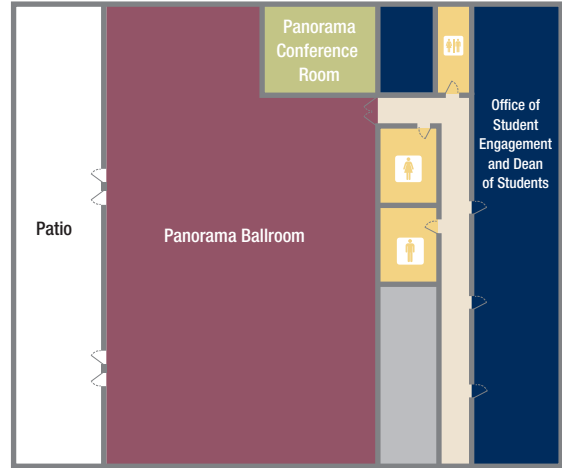 Panorama
Conference
Room
Office of
Student
Engagement
and Dean
of Students
Patio
Panorama Ballroom